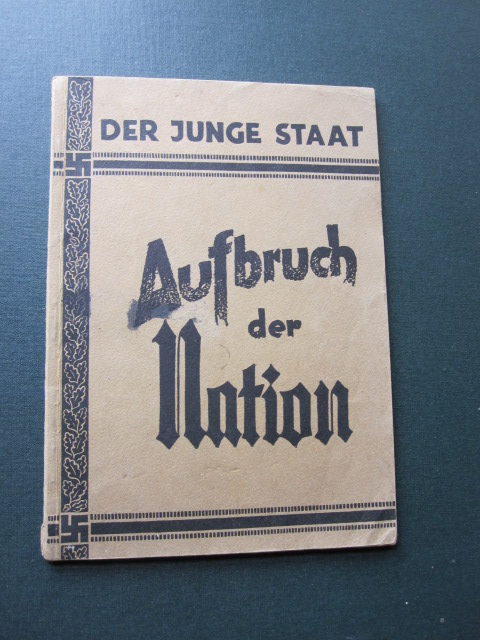 DER JUNGE STAAT
Aufbruch
der
Nation